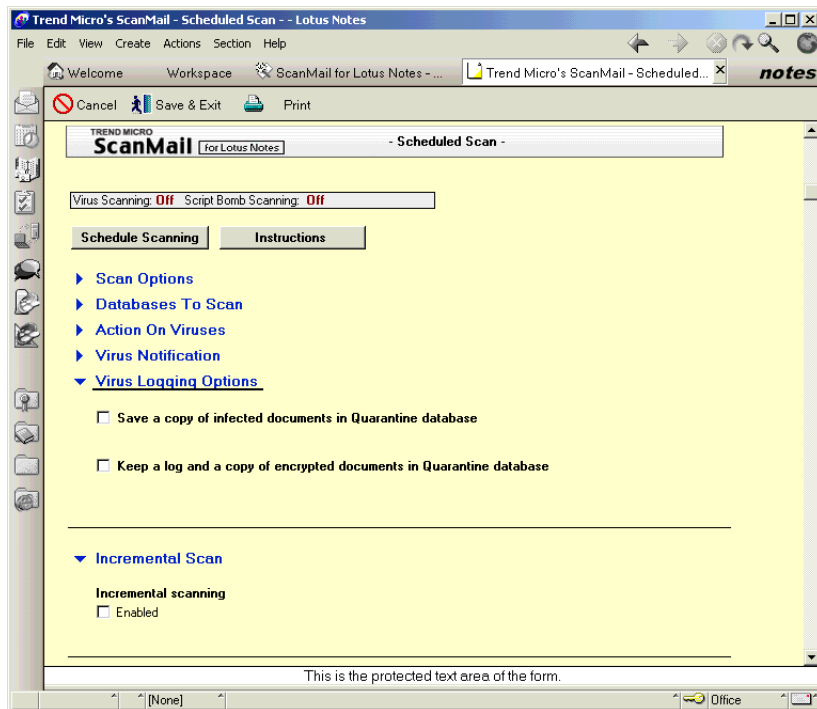 Trend Micro's ScanMail - Scheduled Scan - - Lotus Notes
File Edit View Create Actions Section Help
Welcome Workspace ScanMail for Lotus Notes - ... Trend Micro's ScanMail - Scheduled... notes
Cancel Save & Exit Print
TREND MICRO
ScanMail for Lotus Notes - Scheduled Scan -
Virus Scanning: Off Script Bomb Scanning: Off
Schedule Scanning Instructions
Scan Options
Databases To Scan
Action On Viruses
Virus Notification
Virus Logging Options
Save a copy of infected documents in Quarantine database
Keep a log and a copy of encrypted documents in Quarantine database
Incremental Scan
Incremental scanning
Enabled
This is the protected text area of the form.
[None] Office